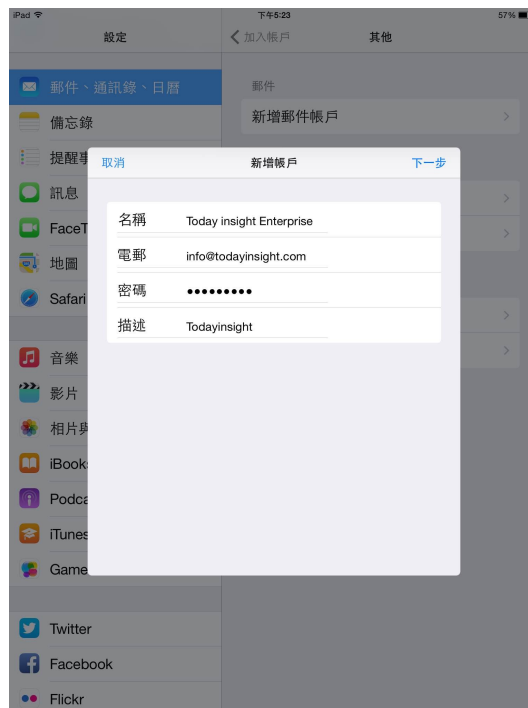 iPad 下午5:23 57%
設定
加入帳戶 其他
郵件、通訊錄、日曆
郵件
備忘錄
新增郵件帳戶
提醒事
取消 新增帳戶 下一步
訊息
名稱 Today insight Enterprise
FaceT
電郵 info@todayinsight.com
地圖
密碼 •••••••••
Safari
描述 Todayinsight
音樂
影片
相片與
iBook
Podca
iTunes
Game
Twitter
Facebook
Flickr